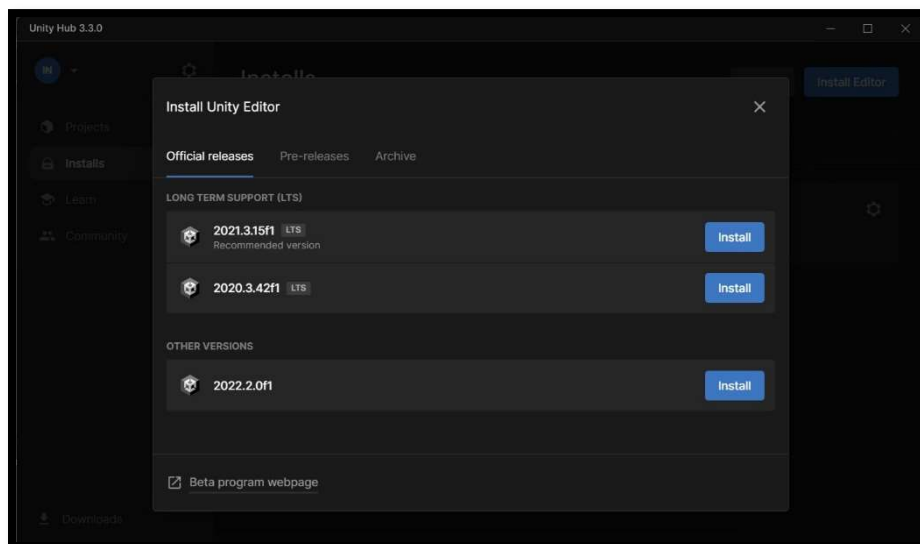 Unity Hub 3.3.0
IN
Installs
Install Editor
Projects
Installs
Learn
Community
Downloads
Install Unity Editor
Official releases Pre-releases Archive
LONG TERM SUPPORT (LTS)
2021.3.15f1 LTS
Recommended version
Install
2020.3.42f1 LTS
Install
OTHER VERSIONS
2022.2.0f1
Install
Beta program webpage